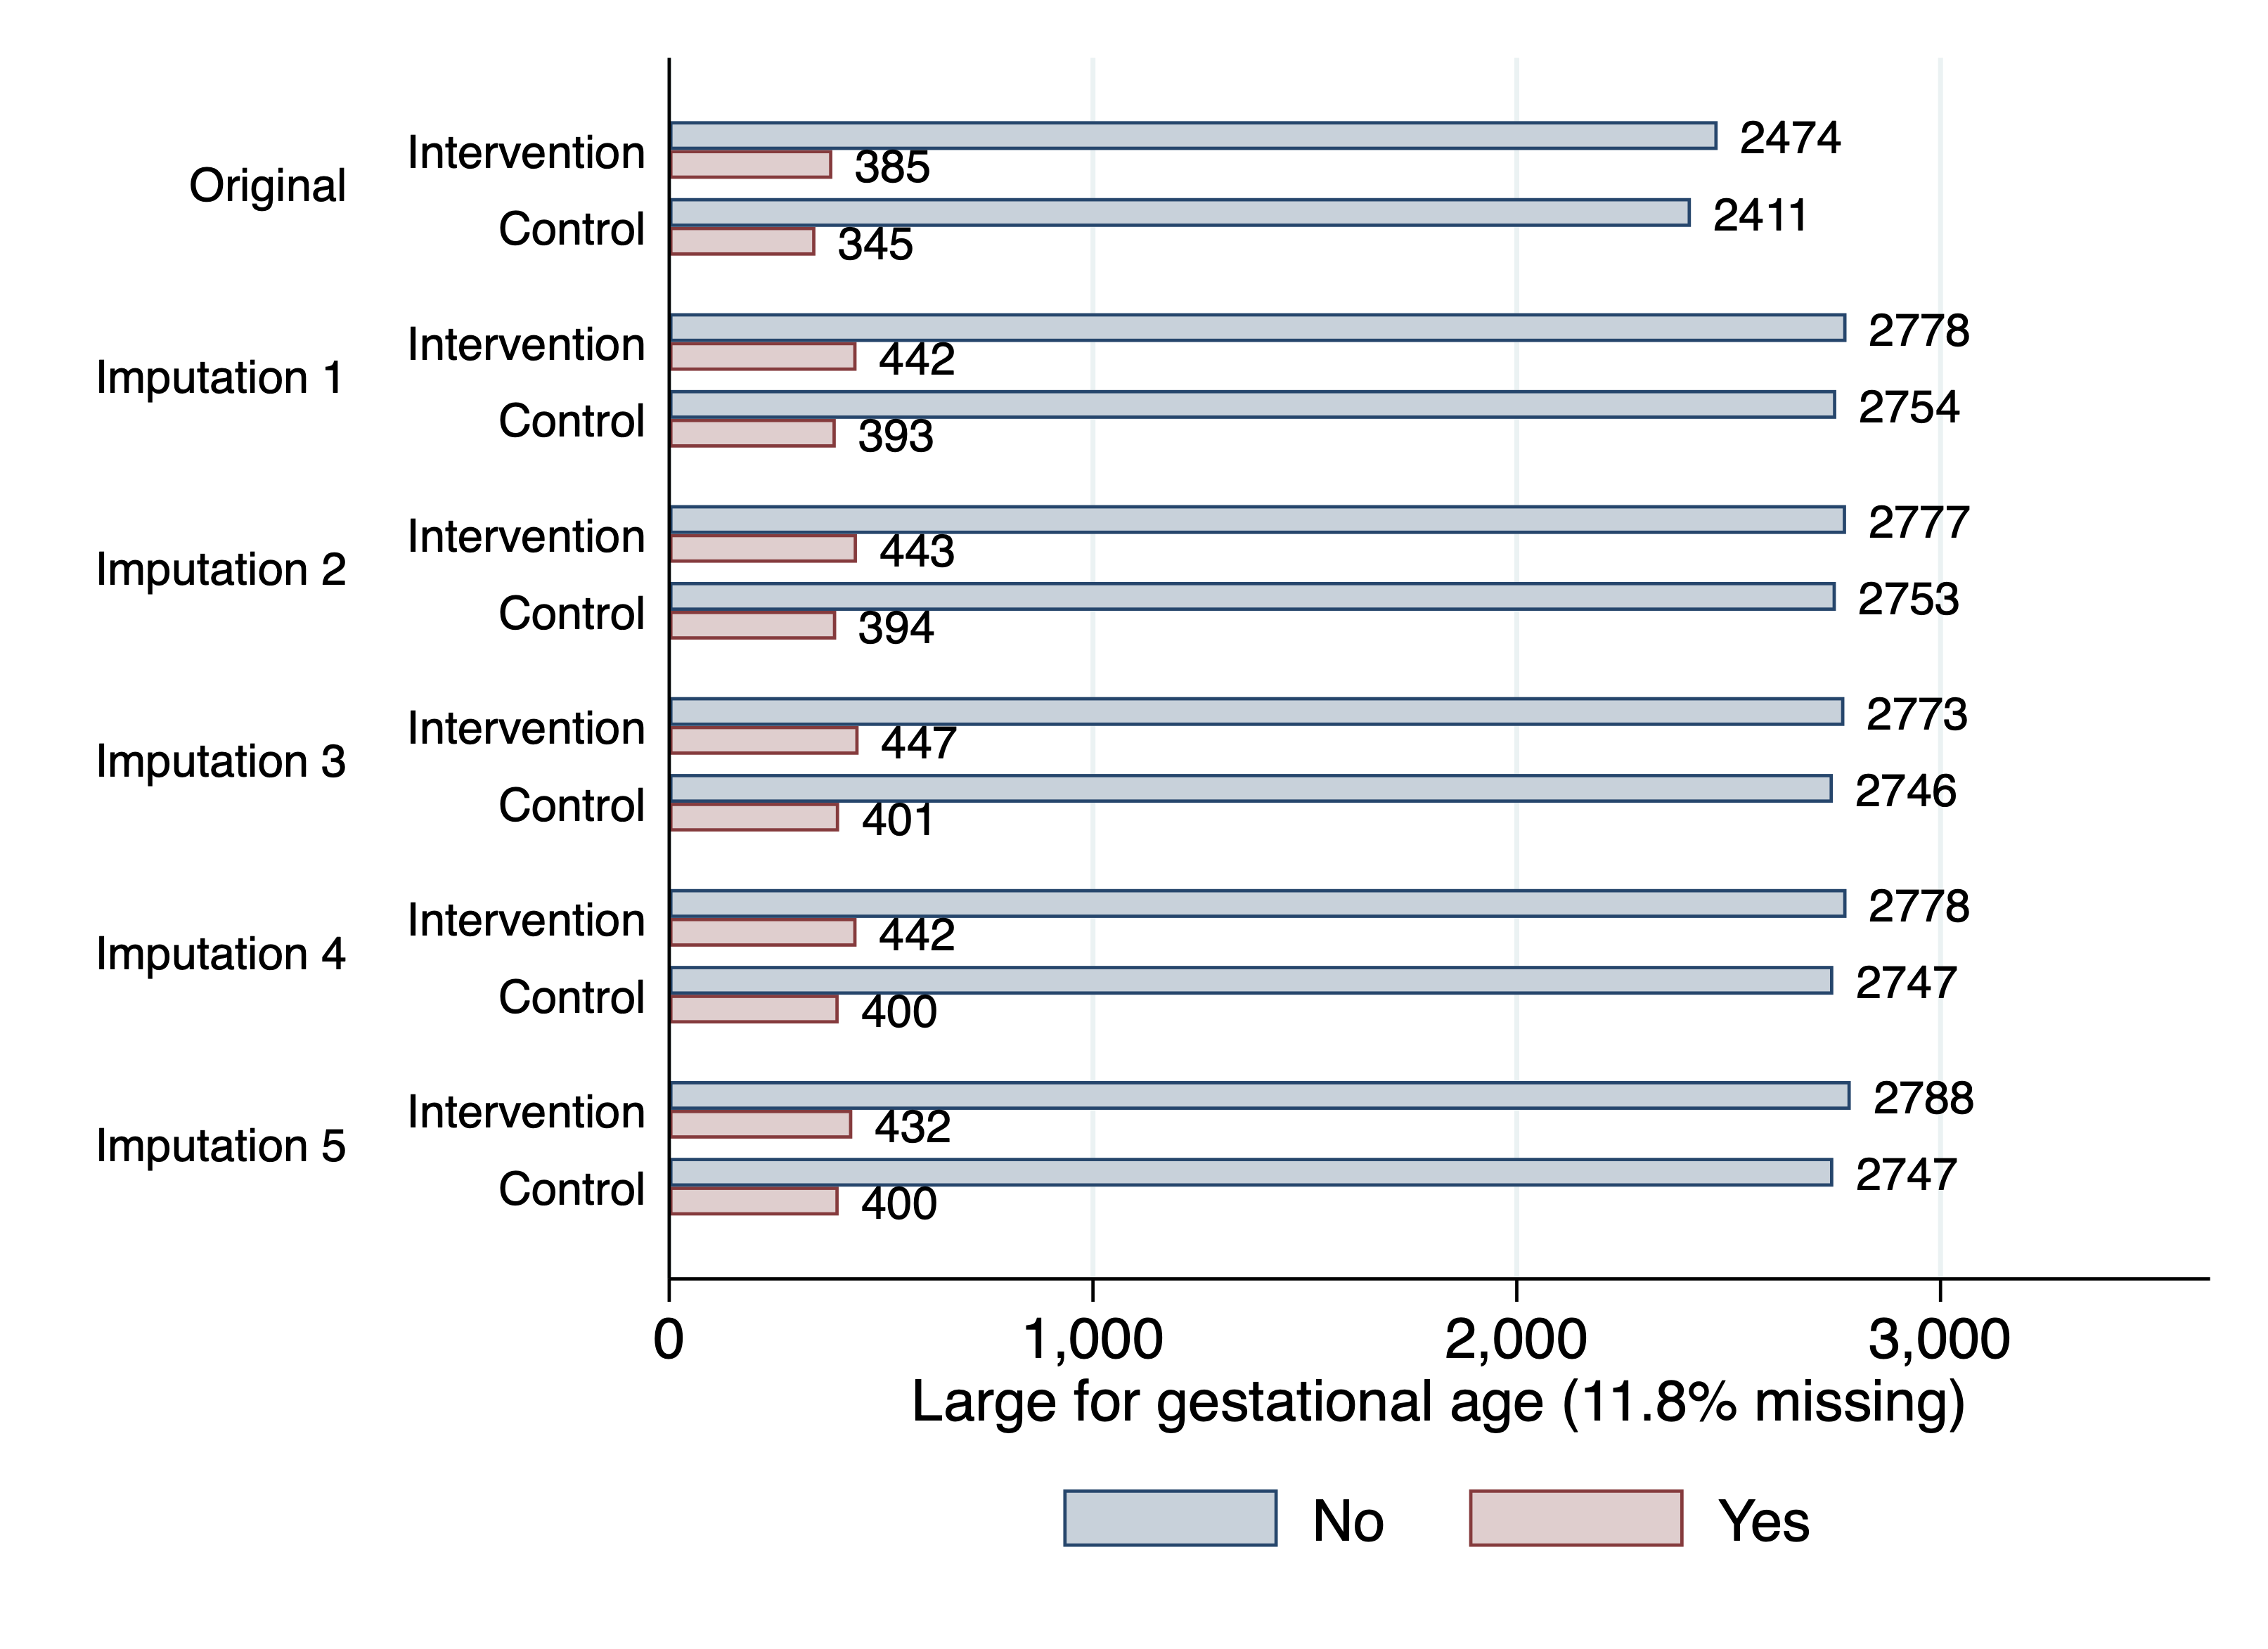 Original
Intervention
2474
385
Control
2411
345
Imputation 1
Intervention
2778
442
Control
2754
393
Imputation 2
Intervention
2777
443
Control
2753
394
Imputation 3
Intervention
2773
447
Control
2746
401
Imputation 4
Intervention
2778
442
Control
2747
400
Imputation 5
Intervention
2788
432
Control
2747
400
0 1,000 2,000 3,000
Large for gestational age (11.8% missing)
No Yes